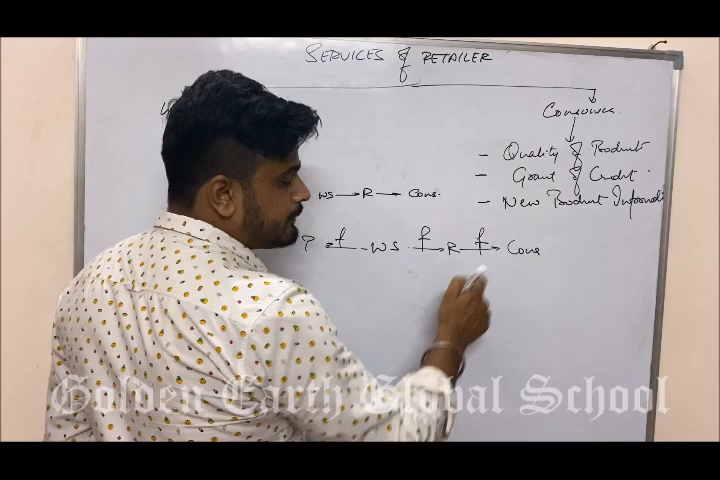 SERVICES of RETAILER
Consumer
- Quality of Product
- Grant of Credit
- New Product Informati
WS → R → Cons.
P f WS f → R f → Cons
Golden Earth Global School